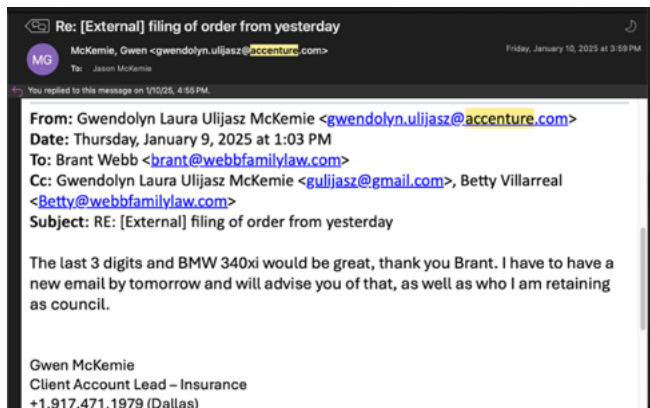 Re: [External] filing of order from yesterday
MG
McKemie, Gwen <gwendolyn.ulijasz@accenture.com>
Friday, January 10, 2025 at 3:59 PM
To: Jason McKemie
You replied to this message on 1/10/25, 4:55 PM.
From: Gwendolyn Laura Ulijasz McKemie <gwendolyn.ulijasz@accenture.com>
Date: Thursday, January 9, 2025 at 1:03 PM
To: Brant Webb <brant@webbfamilylaw.com>
Cc: Gwendolyn Laura Ulijasz McKemie <gulijasz@gmail.com>, Betty Villarreal
<Betty@webbfamilylaw.com>
Subject: RE: [External] filing of order from yesterday
The last 3 digits and BMW 340xi would be great, thank you Brant. I have to have a
new email by tomorrow and will advise you of that, as well as who I am retaining
as council.
Gwen McKemie
Client Account Lead – Insurance
+1.917.471.1979 (Dallas)